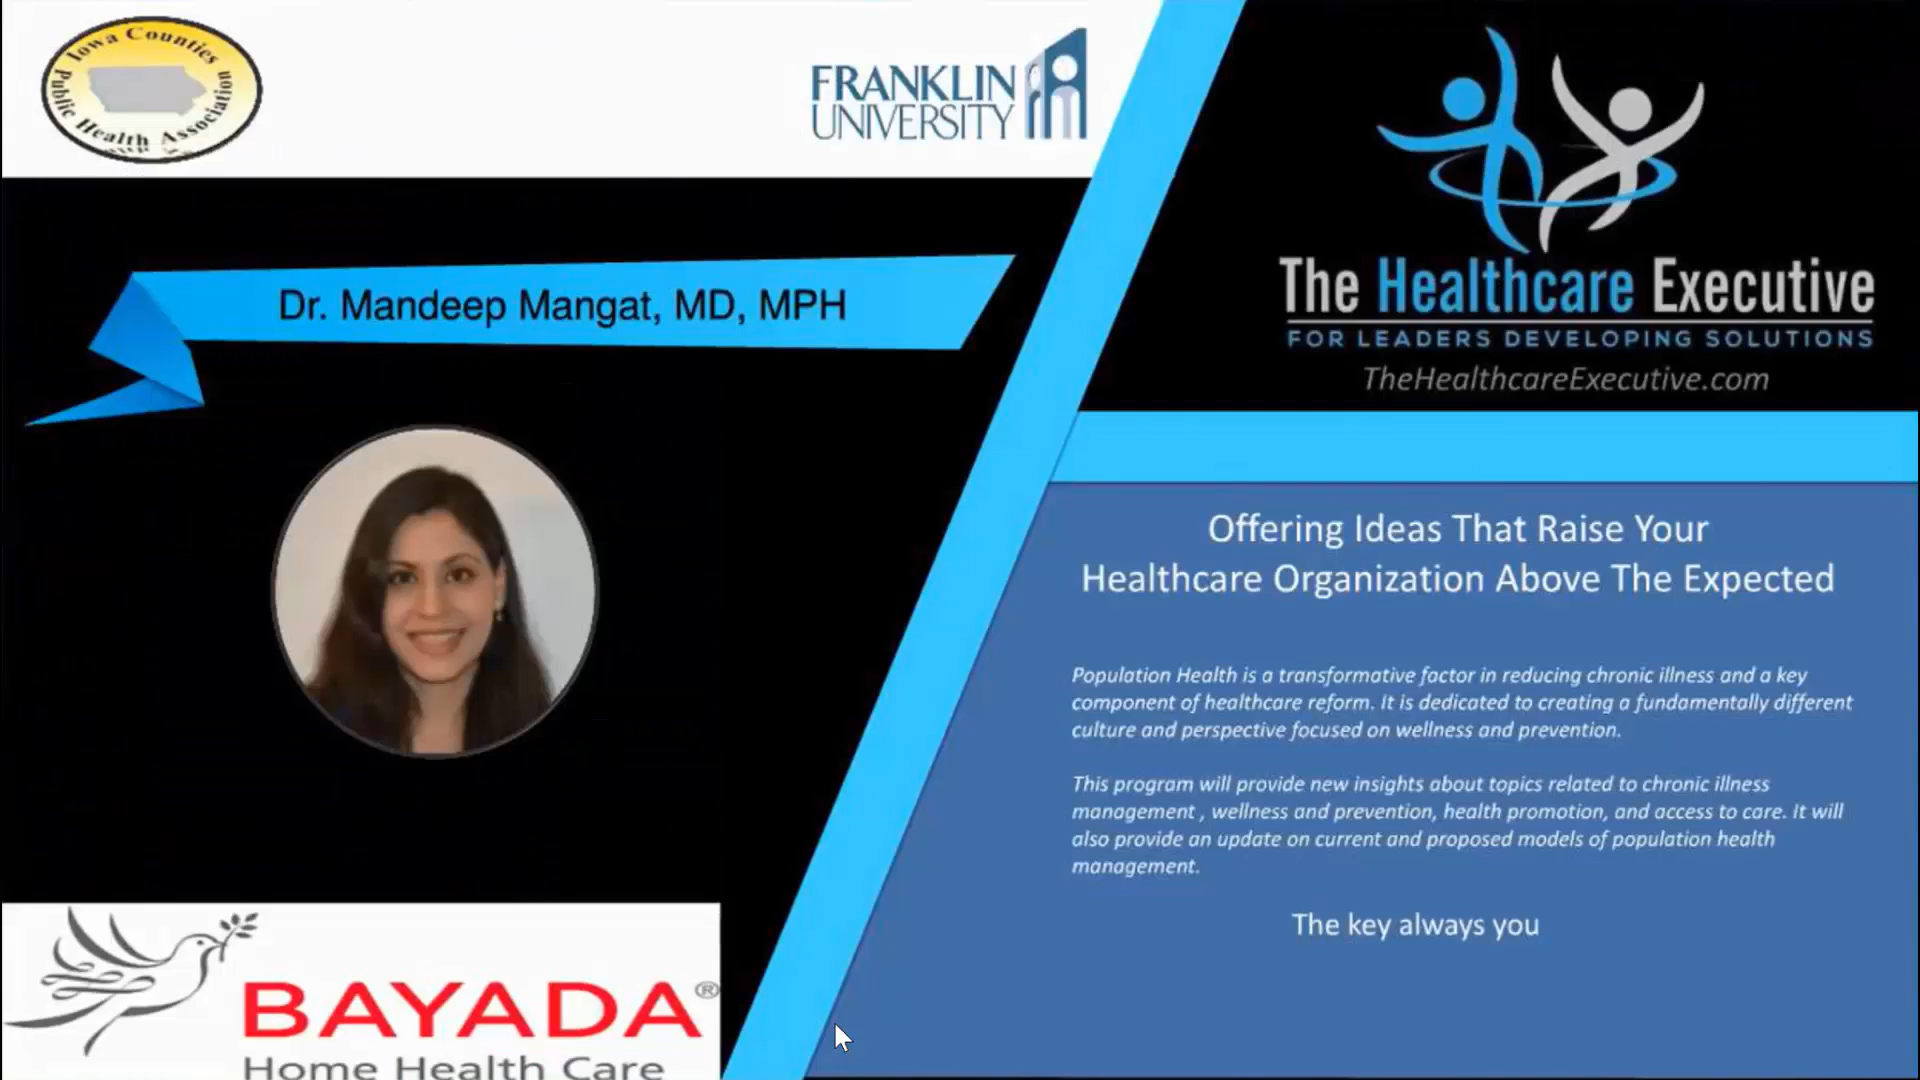 Iowa Counties
Public Health Association
FRANKLIN
UNIVERSITY
Dr. Mandeep Mangat, MD, MPH
BAYADA®
Home Health Care
The Healthcare Executive
FOR LEADERS DEVELOPING SOLUTIONS
TheHealthcareExecutive.com
Offering Ideas That Raise Your
Healthcare Organization Above The Expected
Population Health is a transformative factor in reducing chronic illness and a key
component of healthcare reform. It is dedicated to creating a fundamentally different
culture and perspective focused on wellness and prevention.
This program will provide new insights about topics related to chronic illness
management , wellness and prevention, health promotion, and access to care. It will
also provide an update on current and proposed models of population health
management.
The key always you